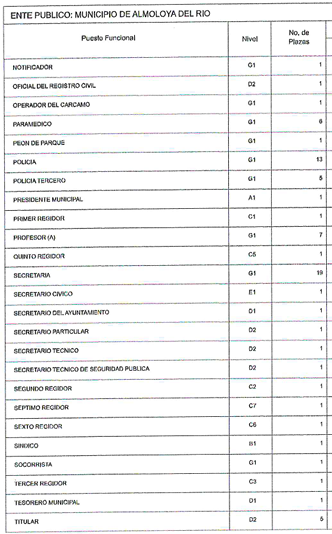 ENTE PUBLICO: MUNICIPIO DE ALMOLOYA DEL RIO
Puesto Funcional Nivel No. de Plazas
NOTIFICADOR G1 1
OFICIAL DEL REGISTRO CIVIL D2 1
OPERADOR DEL CARCAMO G1 1
PARAMEDICO G1 6
PEON DE PARQUE G1 1
POLICIA G1 13
POLICIA TERCERO G1 5
PRESIDENTE MUNICIPAL A1 1
PRIMER REGIDOR C1 1
PROFESOR (A) G1 7
QUINTO REGIDOR C5 1
SECRETARIA G1 19
SECRETARIO CIVICO E1 1
SECRETARIO DEL AYUNTAMIENTO D1 1
SECRETARIO PARTICULAR D2 1
SECRETARIO TECNICO D2 1
SECRETARIO TECNICO DE SEGURIDAD PUBLICA D2 1
SEGUNDO REGIDOR C2 1
SÉPTIMO REGIDOR C7 1
SEXTO REGIDOR C6 1
SINDICO B1 1
SOCORRISTA G1 1
TERCER REGIDOR C3 1
TESORERO MUNICIPAL D1 1
TITULAR D2 5